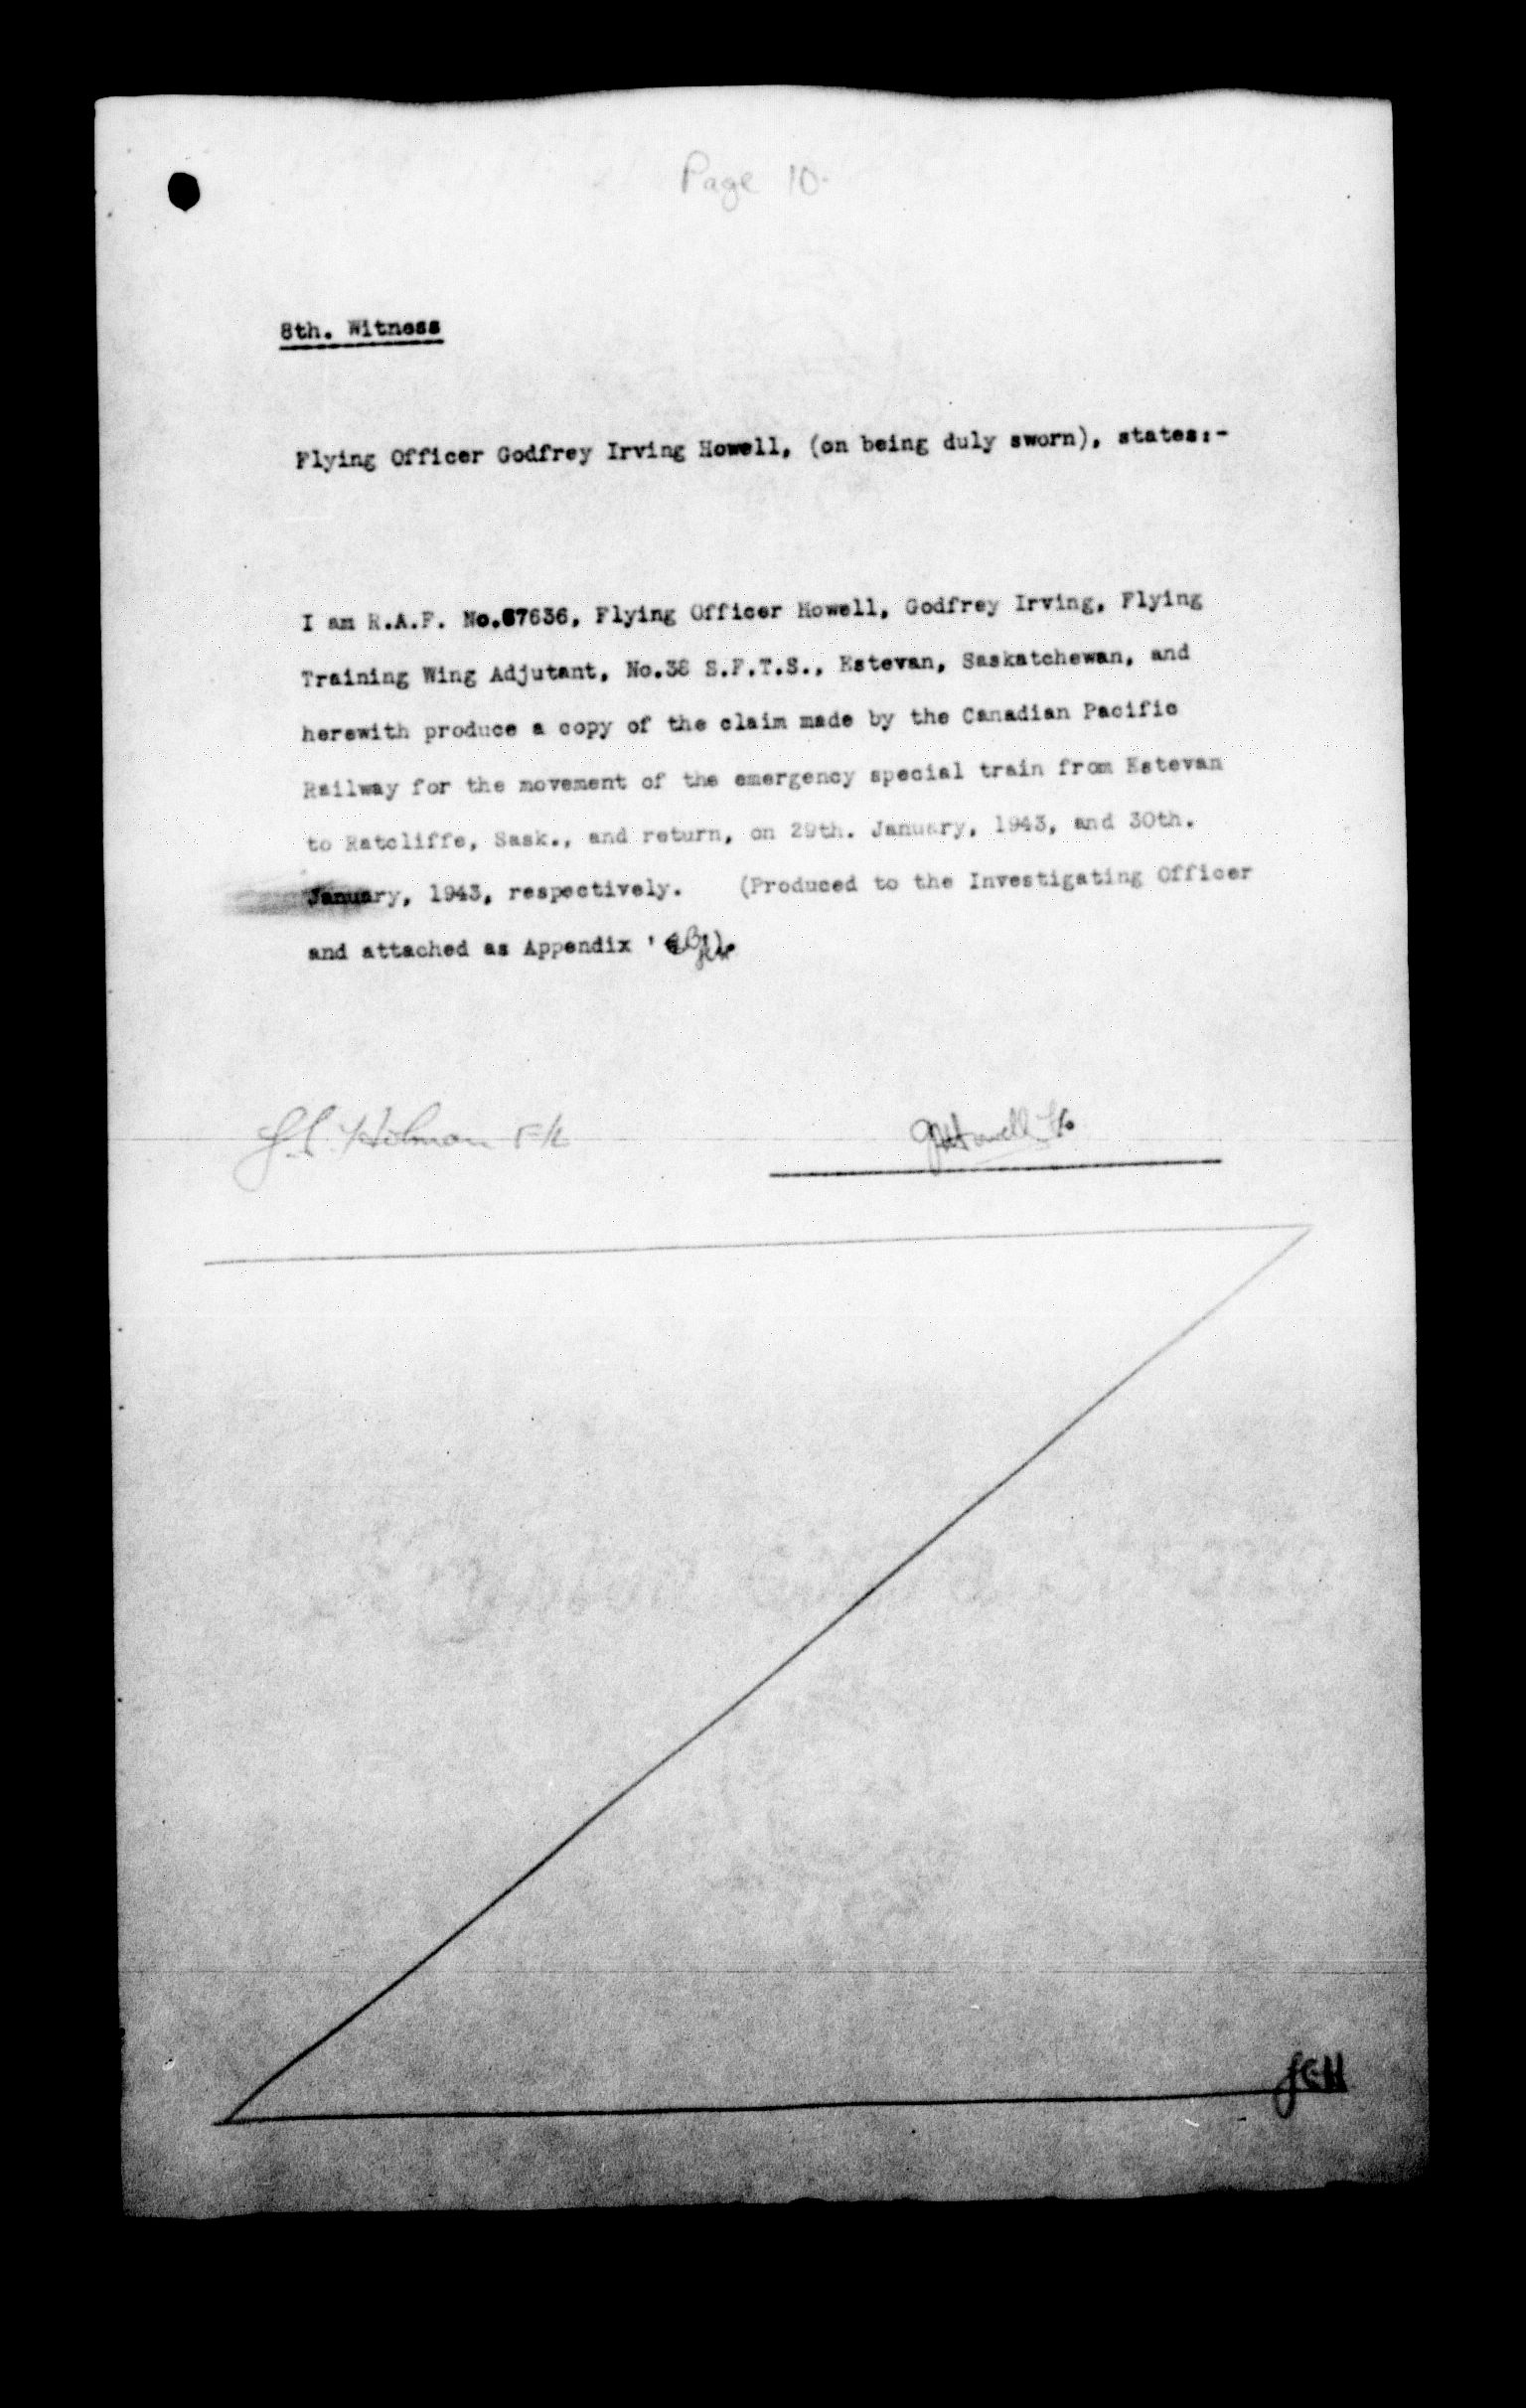 Page 10.
8th. Witness
Flying Officer Godfrey Irving Howell, (on being duly sworn), states:-
I am R.A.F. No.67636, Flying Officer Howell, Godfrey Irving, Flying
Training Wing Adjutant, No.38 S.F.T.S., Estevan, Saskatchewan, and
herewith produce a copy of the claim made by the Canadian Pacific
Railway for the movement of the emergency special train from Estevan
to Ratcliffe, Sask., and return, on 29th. January, 1943, and 30th.
January, 1943, respectively. (Produced to the Investigating Officer
and attached as Appendix '
Holman F/L
GIHowell F/O